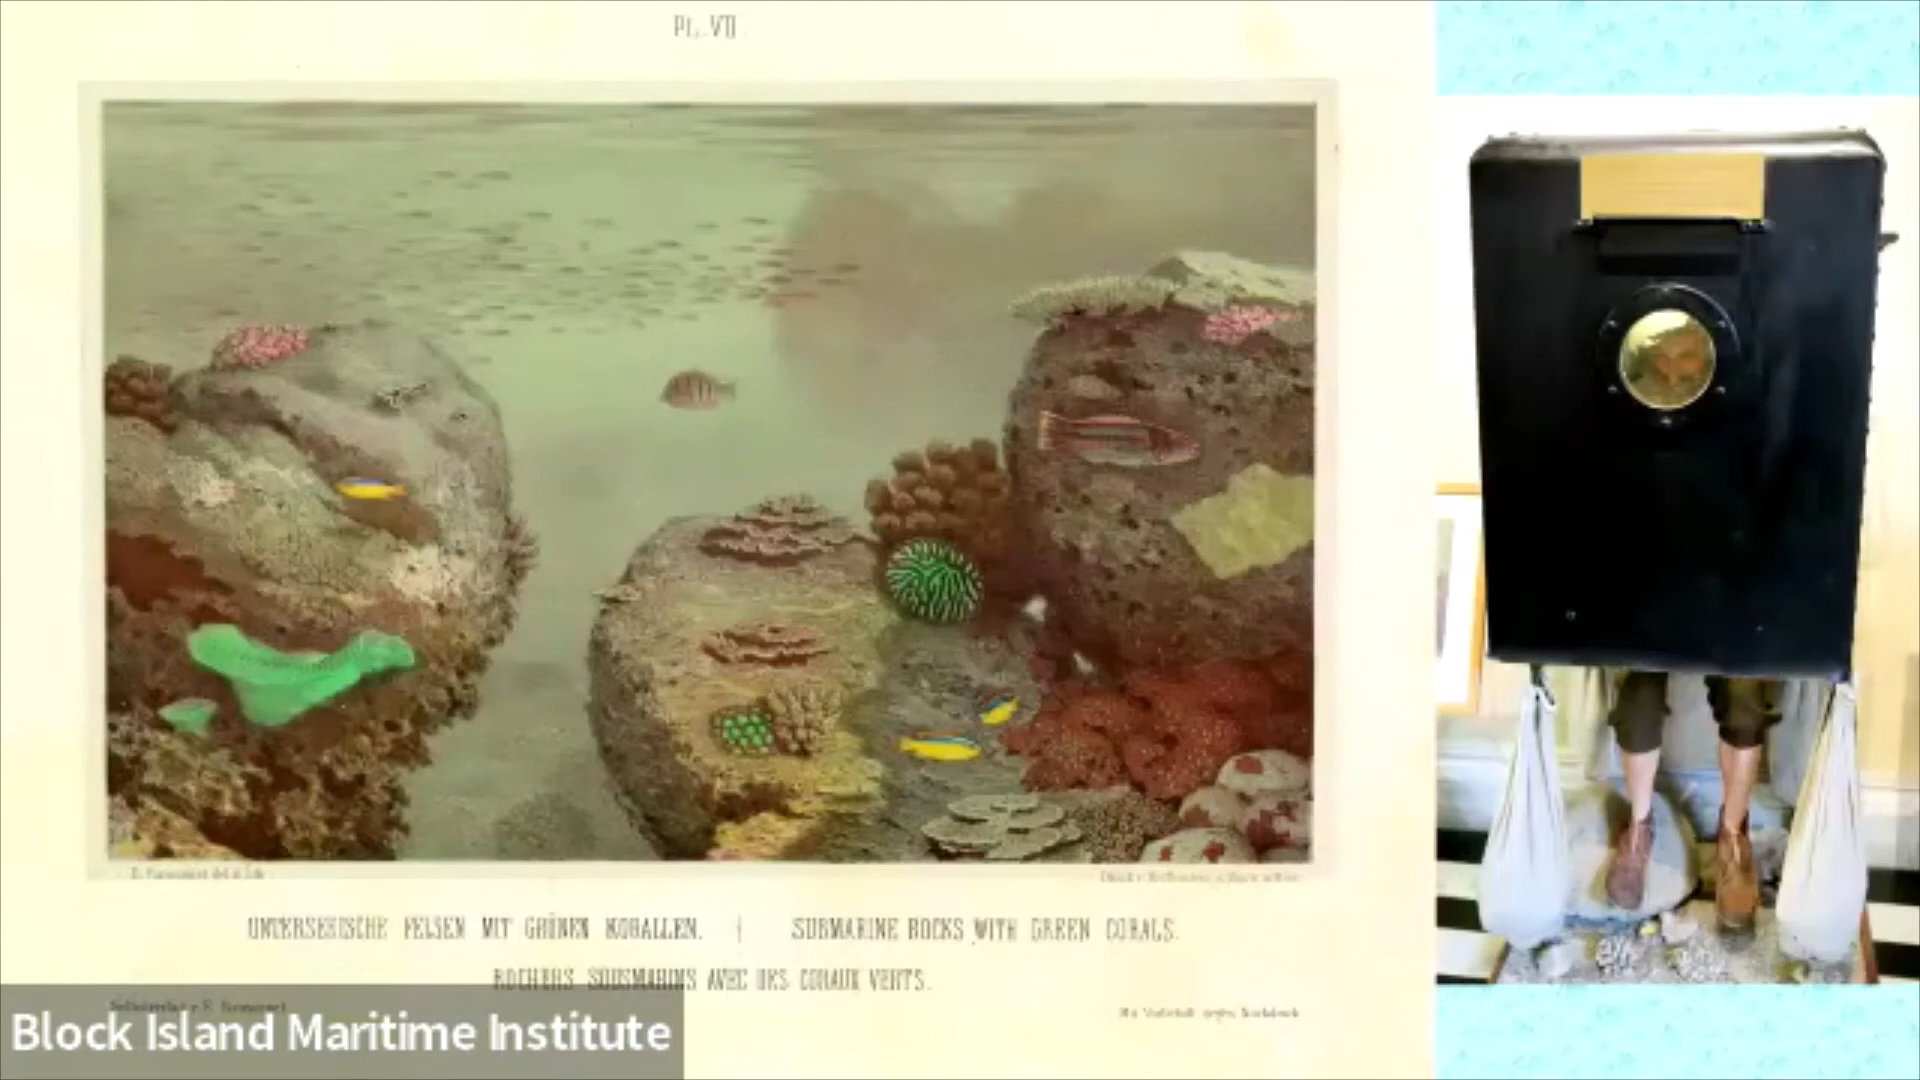 PL. VII.
UNTERSEEISCHE FELSEN MIT GRÜNEN KORALLEN. | SUBMARINE ROCKS WITH GREEN CORALS.
ROCHERS SOUSMARINS AVEC DES CORAUX VERTS.
Block Island Maritime Institute